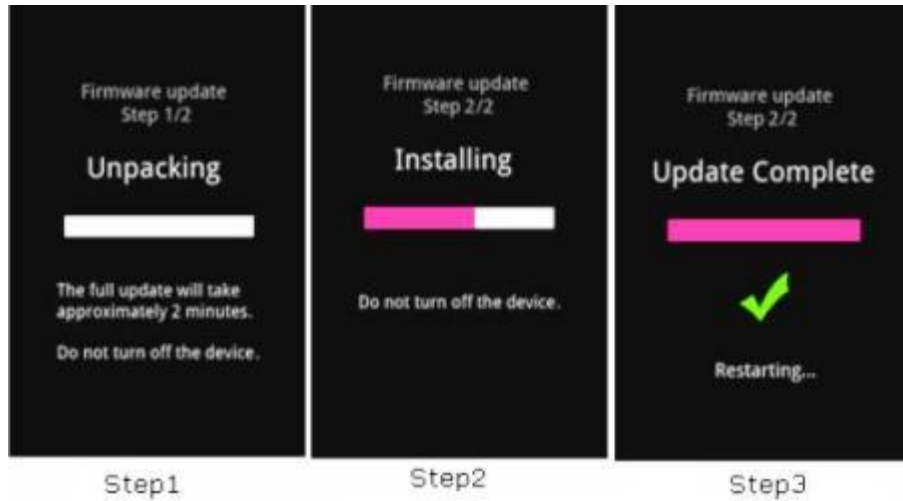 Firmware update
Step 1/2
Unpacking
The full update will take
approximately 2 minutes.
Do not turn off the device.
Step1
Firmware update
Step 2/2
Installing
Do not turn off the device.
Step2
Firmware update
Step 2/2
Update Complete
Restarting...
Step3